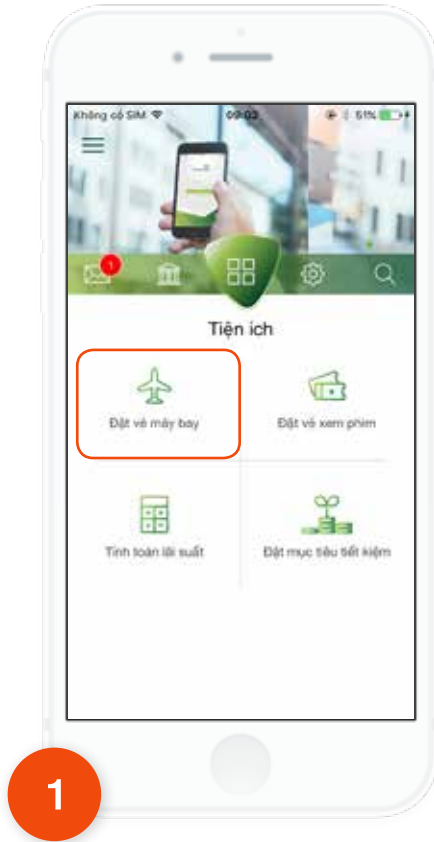 Không có SIM 09:03 51%
1
Tiện ích
Đặt vé máy bay
Đặt vé xem phim
Tính toán lãi suất
Đặt mục tiêu tiết kiệm
1